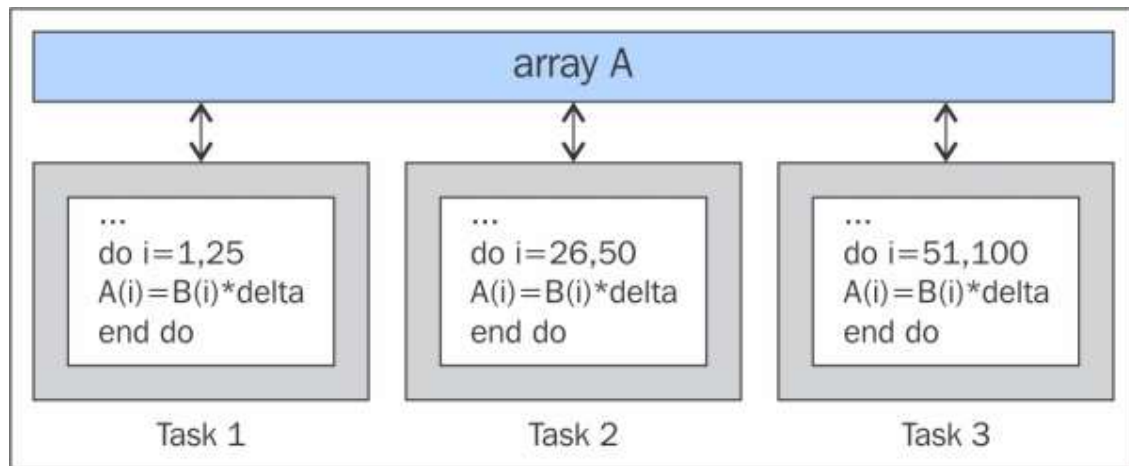 array A
...
do i=1,25
A(i)=B(i)*delta
end do
...
do i=26,50
A(i)=B(i)*delta
end do
...
do i=51,100
A(i)=B(i)*delta
end do
Task 1
Task 2
Task 3